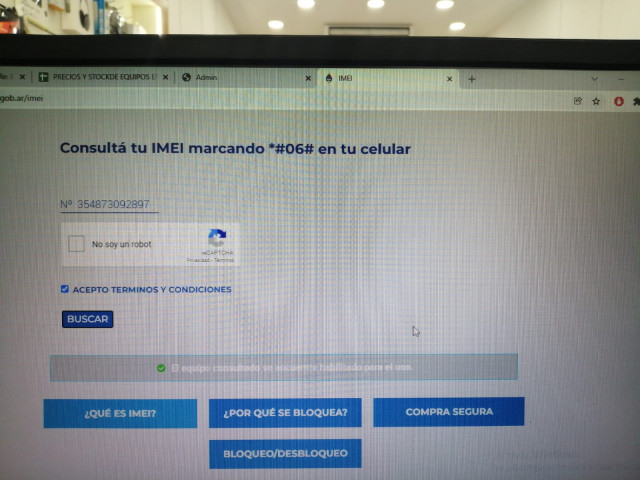 PRECIOS Y STOCKDE EQUIPOS
Admin
IMEI
gob.ar/imei
Consultá tu IMEI marcando *#06# en tu celular
Nº 354873092897
No soy un robot
reCAPTCHA
Privacidad - Términos
ACEPTO TERMINOS Y CONDICIONES
BUSCAR
El equipo consultado se encuentra habilitado para el uso.
¿QUÉ ES IMEI?
¿POR QUÉ SE BLOQUEA?
COMPRA SEGURA
BLOQUEO/DESBLOQUEO